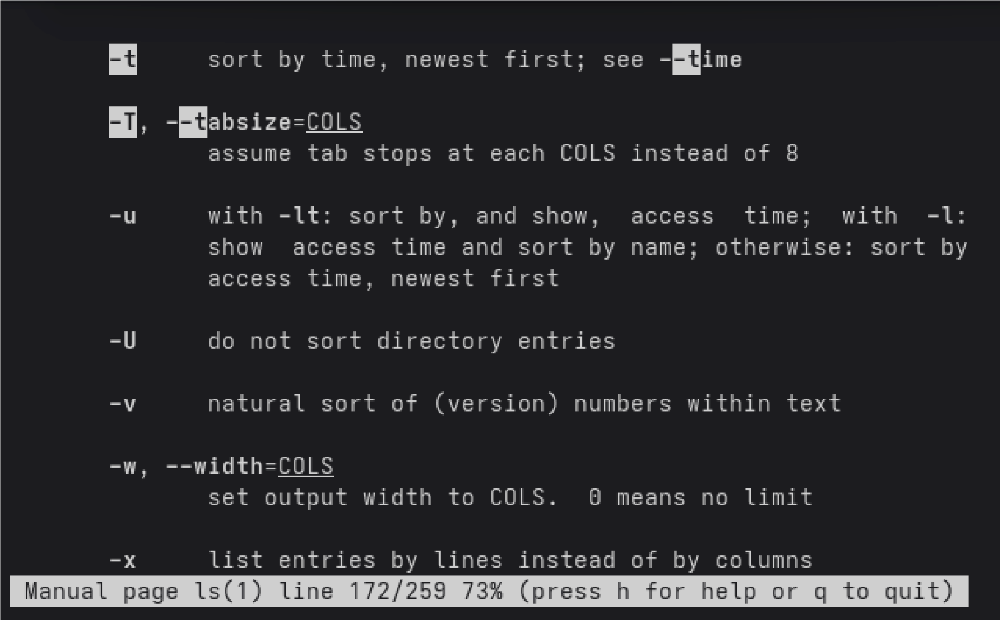 -t     sort by time, newest first; see --time
-T, --tabsize=COLS
assume tab stops at each COLS instead of 8
-u     with -lt: sort by, and show,  access  time;  with  -l:
show  access time and sort by name; otherwise: sort by
access time, newest first
-U     do not sort directory entries
-v     natural sort of (version) numbers within text
-w, --width=COLS
set output width to COLS.  0 means no limit
-x     list entries by lines instead of by columns
Manual page ls(1) line 172/259 73% (press h for help or q to quit)